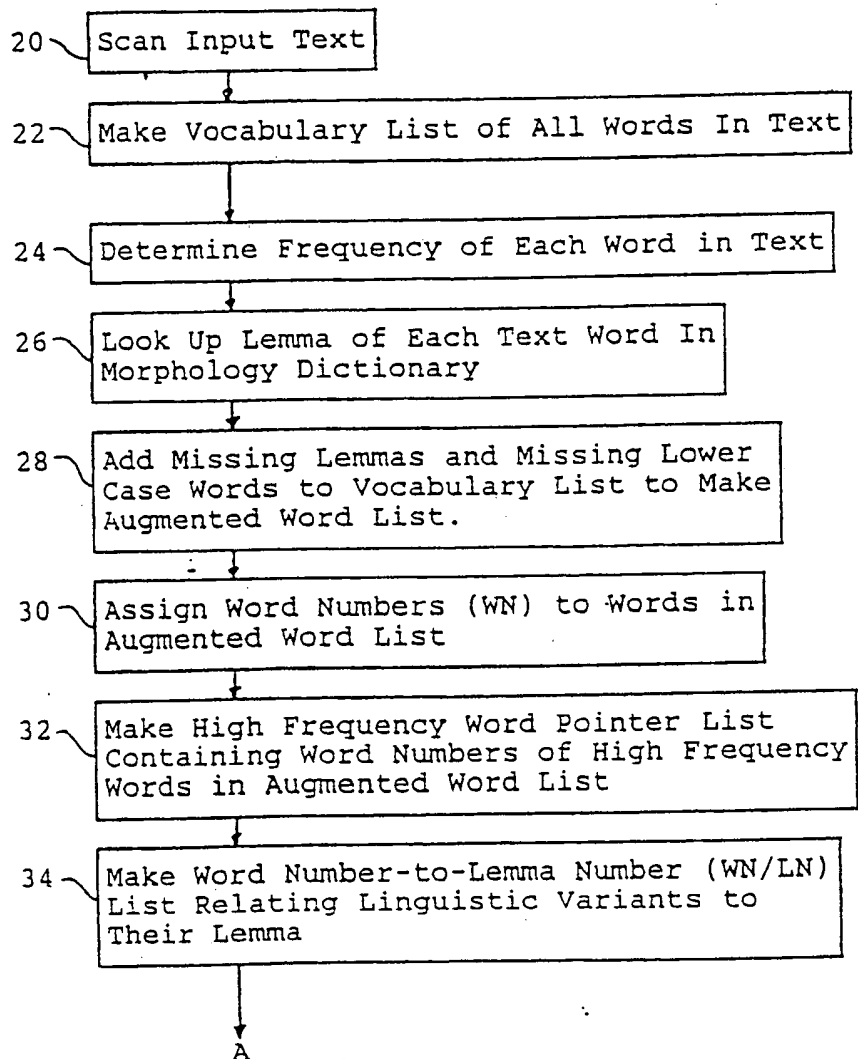 20 Scan Input Text
22 Make Vocabulary List of All Words In Text
24 Determine Frequency of Each Word in Text
26 Look Up Lemma of Each Text Word In
Morphology Dictionary
28 Add Missing Lemmas and Missing Lower
Case Words to Vocabulary List to Make
Augmented Word List.
30 Assign Word Numbers (WN) to Words in
Augmented Word List
32 Make High Frequency Word Pointer List
Containing Word Numbers of High Frequency
Words in Augmented Word List
34 Make Word Number-to-Lemma Number (WN/LN)
List Relating Linguistic Variants to
Their Lemma
A